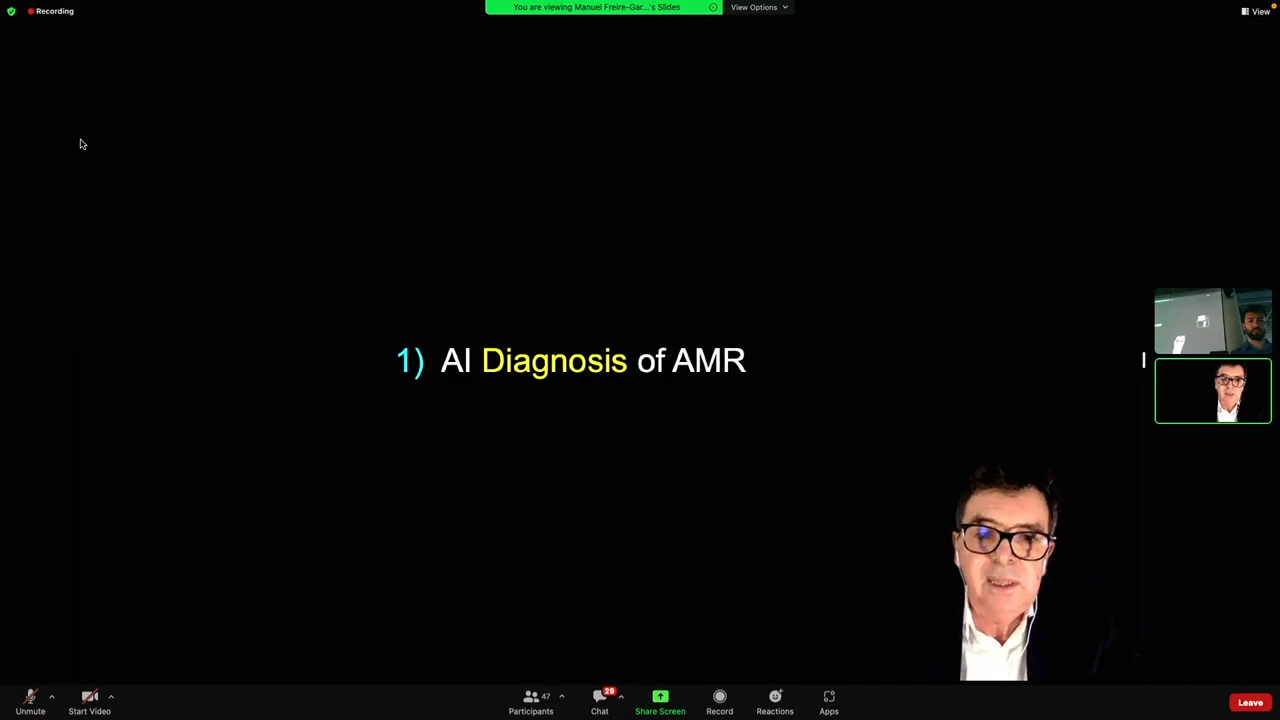 Recording
You are viewing Manuel Freire-Gar...'s Slides
View Options
View
1) AI Diagnosis of AMR
Unmute
Start Video
47
Participants
29
Chat
Share Screen
Record
Reactions
Apps
Leave